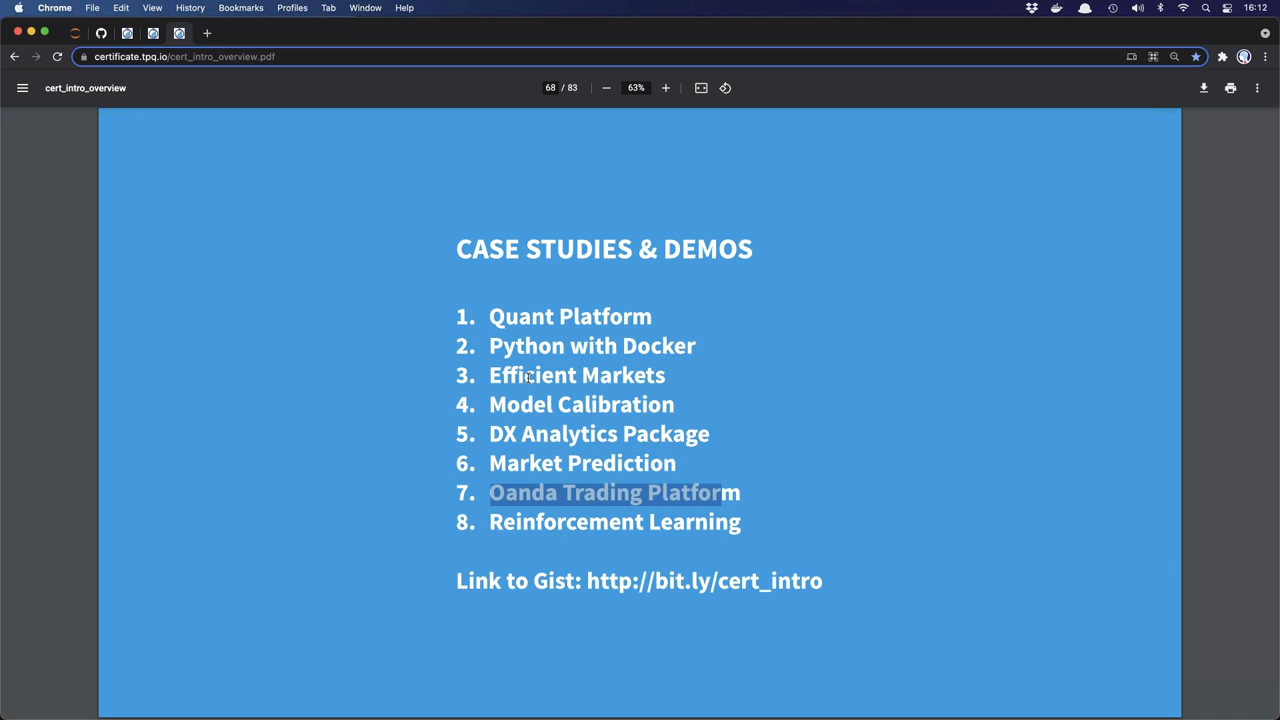 Chrome File Edit View History Bookmarks Profiles Tab Window Help 16:12
certificate.tpq.io/cert_intro_overview.pdf
cert_intro_overview 68 / 83 63%
CASE STUDIES & DEMOS
1. Quant Platform
2. Python with Docker
3. Efficient Markets
4. Model Calibration
5. DX Analytics Package
6. Market Prediction
7. Oanda Trading Platform
8. Reinforcement Learning
Link to Gist: http://bit.ly/cert_intro